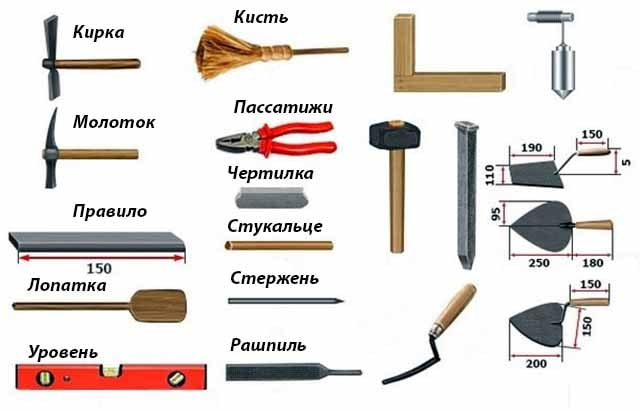 Кирка
Кисть
Молоток
Пассатижи
Чертилка
Правило
150
Стукальце
Лопатка
Стержень
Уровень
Рашпиль
190
150
5
110
95
250
180
150
150
200